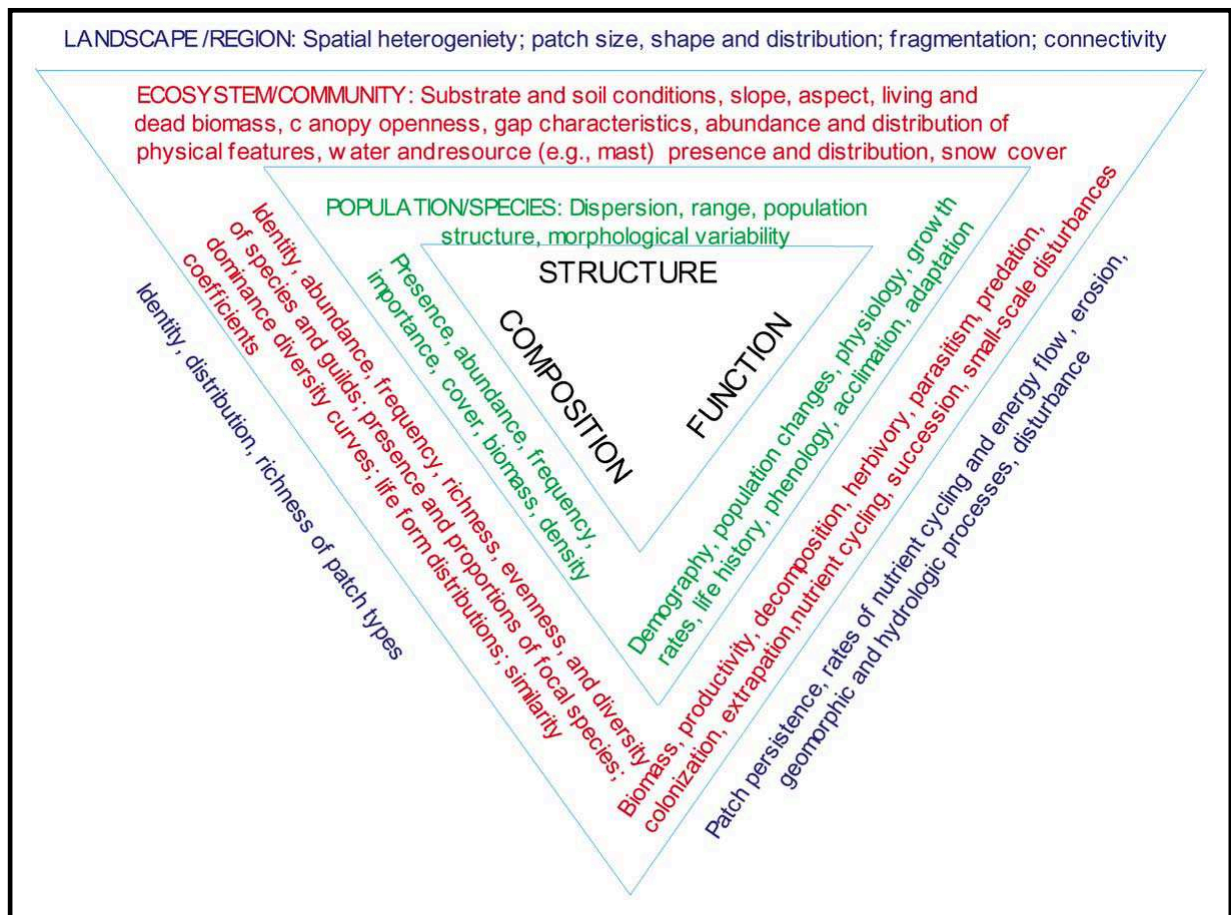 LANDSCAPE/REGION: Spatial heterogeniety; patch size, shape and distribution; fragmentation; connectivity
ECOSYSTEM/COMMUNITY: Substrate and soil conditions, slope, aspect, living and
dead biomass, c anopy openness, gap characteristics, abundance and distribution of
physical features, water andresource (e.g., mast) presence and distribution, snow cover
POPULATION/SPECIES: Dispersion, range, population
structure, morphological variability
STRUCTURE
COMPOSITION
FUNCTION
Presence, abundance, frequency,
importance, cover, biomass, density
Identity, abundance, frequency, richness, evenness, and diversity
of species and guilds; presence and proportions of focal species;
dominance diversity curves; life form distributions; similarity
coefficients
Identity, distribution, richness of patch types
Demography, population changes, physiology, growth
rates, life history, phenology, acclimation, adaptation
Biomass, productivity, decomposition, herbivory, parasitism, predation,
colonization, extrapation,nutrient cycling, succession, small-scale disturbances
Patch persistence, rates of nutrient cycling and energy flow, erosion,
geomorphic and hydrologic processes, disturbance